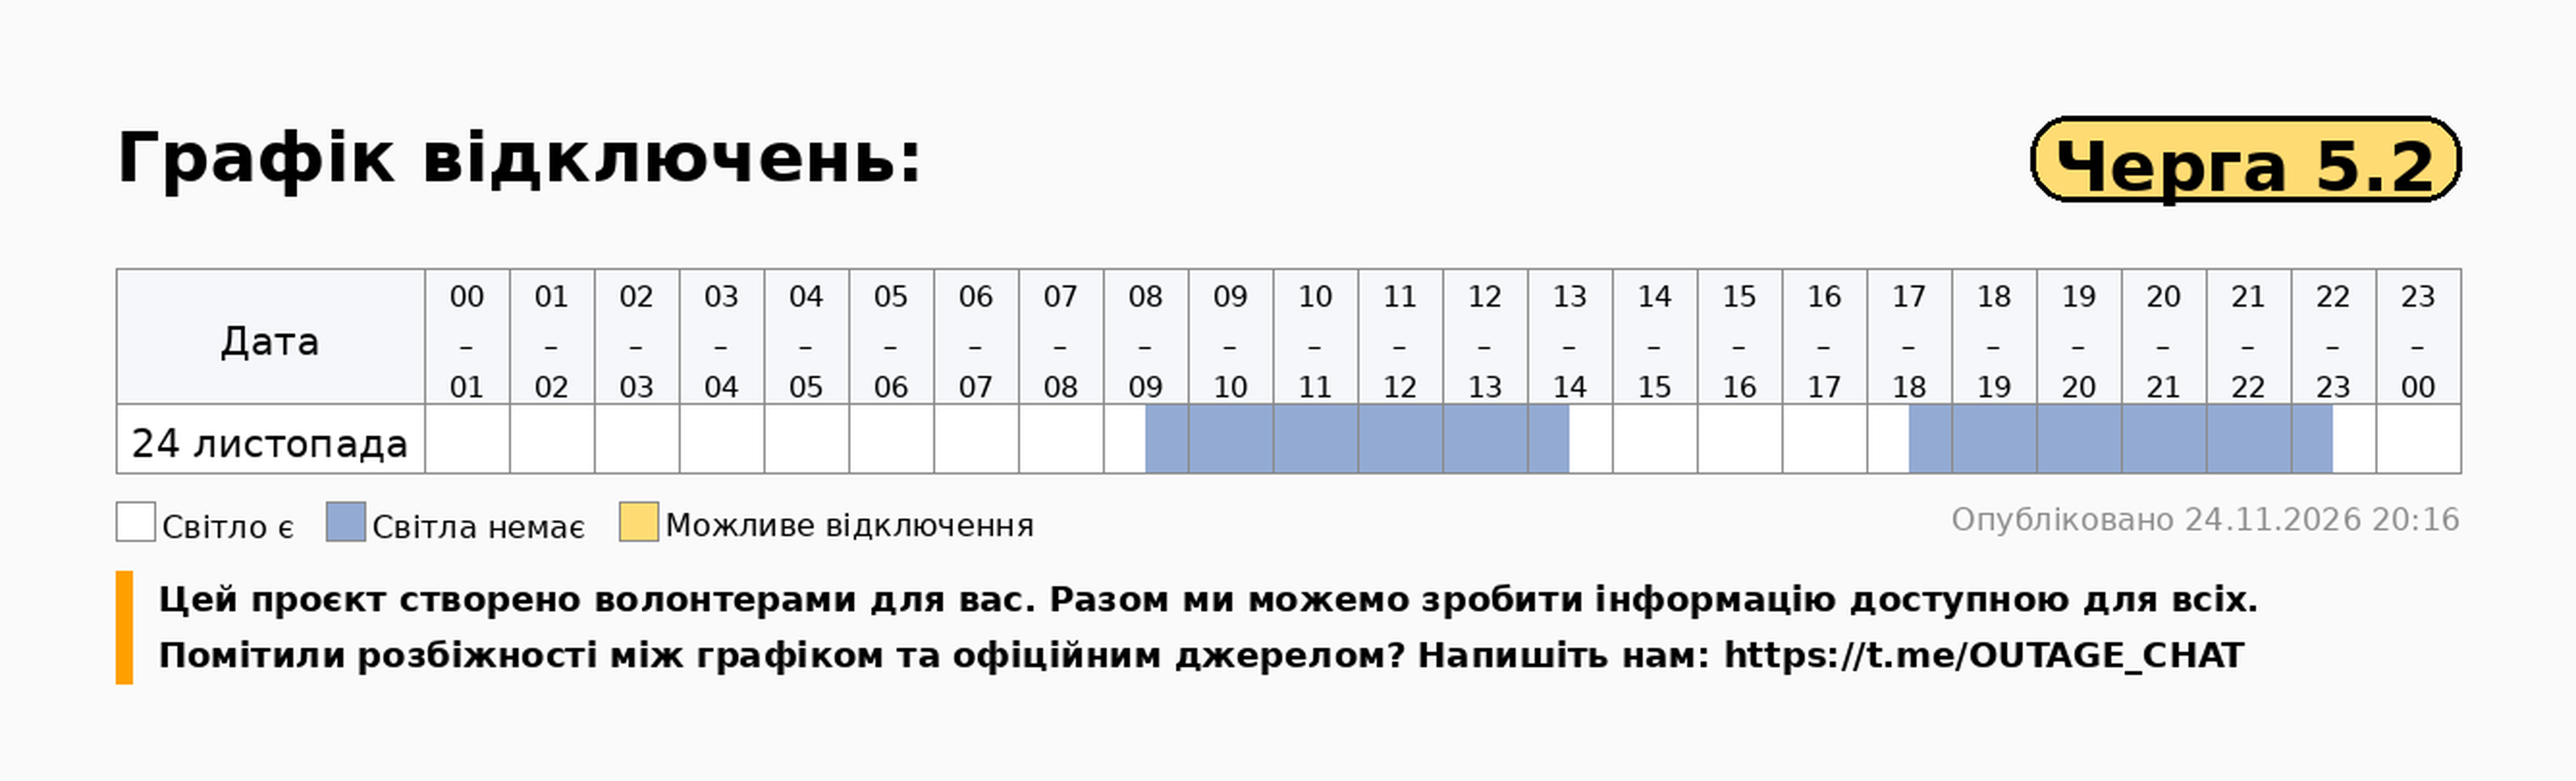 Графік відключень:
Черга 5.2
Дата
00 – 01
01 – 02
02 – 03
03 – 04
04 – 05
05 – 06
06 – 07
07 – 08
08 – 09
09 – 10
10 – 11
11 – 12
12 – 13
13 – 14
14 – 15
15 – 16
16 – 17
17 – 18
18 – 19
19 – 20
20 – 21
21 – 22
22 – 23
23 – 00
24 листопада
Світло є
Світла немає
Можливе відключення
Опубліковано 24.11.2026 20:16
Цей проєкт створено волонтерами для вас. Разом ми можемо зробити інформацію доступною для всіх.
Помітили розбіжності між графіком та офіційним джерелом? Напишіть нам: https://t.me/OUTAGE_CHAT